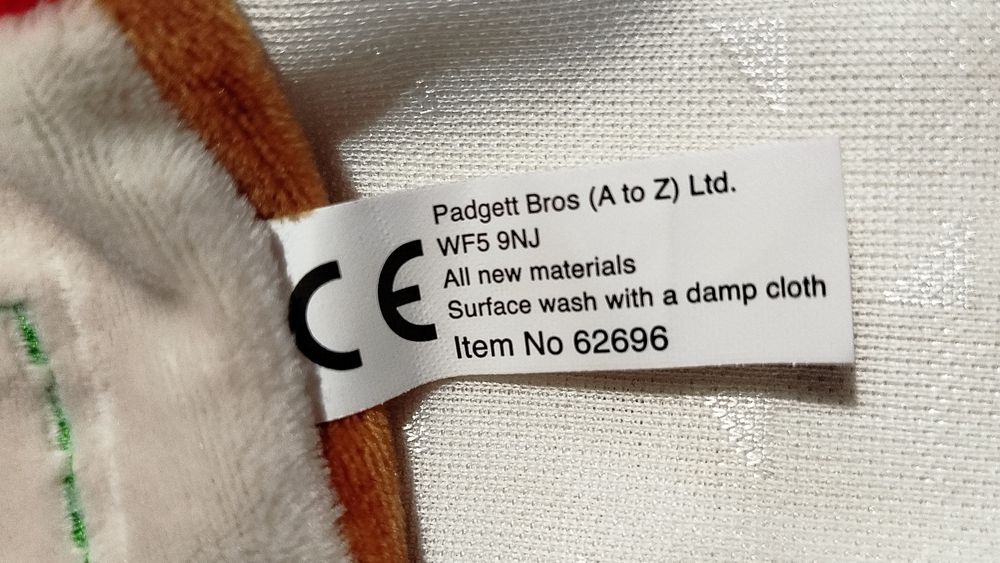 CE
Padgett Bros (A to Z) Ltd.
WF5 9NJ
All new materials
Surface wash with a damp cloth
Item No 62696